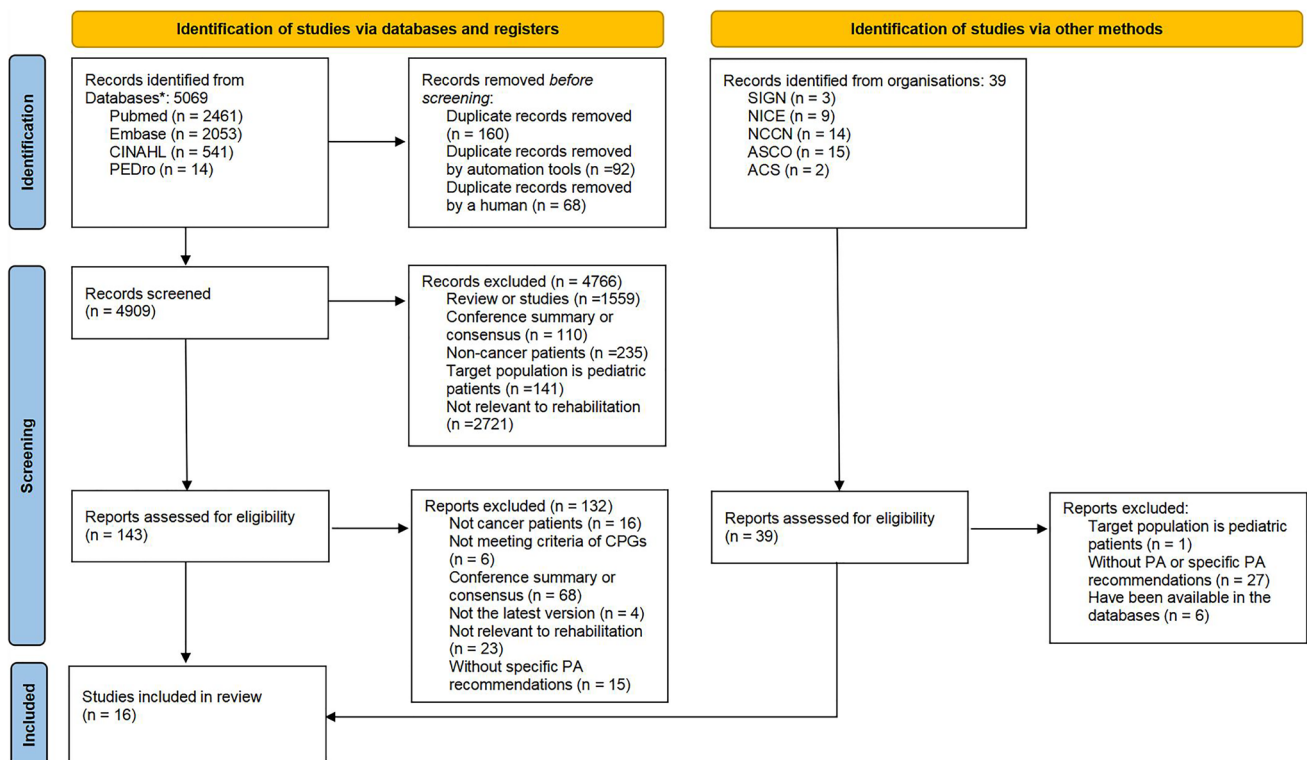 Identification of studies via databases and registers
Identification of studies via other methods
Identification
Records identified from
Databases*: 5069
Pubmed (n = 2461)
Embase (n = 2053)
CINAHL (n = 541)
PEDro (n = 14)
Records removed before
screening:
Duplicate records removed
(n = 160)
Duplicate records removed
by automation tools (n =92)
Duplicate records removed
by a human (n = 68)
Records identified from organisations: 39
SIGN (n = 3)
NICE (n = 9)
NCCN (n = 14)
ASCO (n = 15)
ACS (n = 2)
Screening
Records screened
(n = 4909)
Records excluded (n = 4766)
Review or studies (n =1559)
Conference summary or
consensus (n = 110)
Non-cancer patients (n =235)
Target population is pediatric
patients (n =141)
Not relevant to rehabilitation
(n =2721)
Reports assessed for eligibility
(n = 143)
Reports excluded (n = 132)
Not cancer patients (n = 16)
Not meeting criteria of CPGs
(n = 6)
Conference summary or
consensus (n = 68)
Not the latest version (n = 4)
Not relevant to rehabilitation
(n = 23)
Without specific PA
recommendations (n = 15)
Reports assessed for eligibility
(n = 39)
Reports excluded:
Target population is pediatric
patients (n = 1)
Without PA or specific PA
recommendations (n = 27)
Have been available in the
databases (n = 6)
Included
Studies included in review
(n = 16)